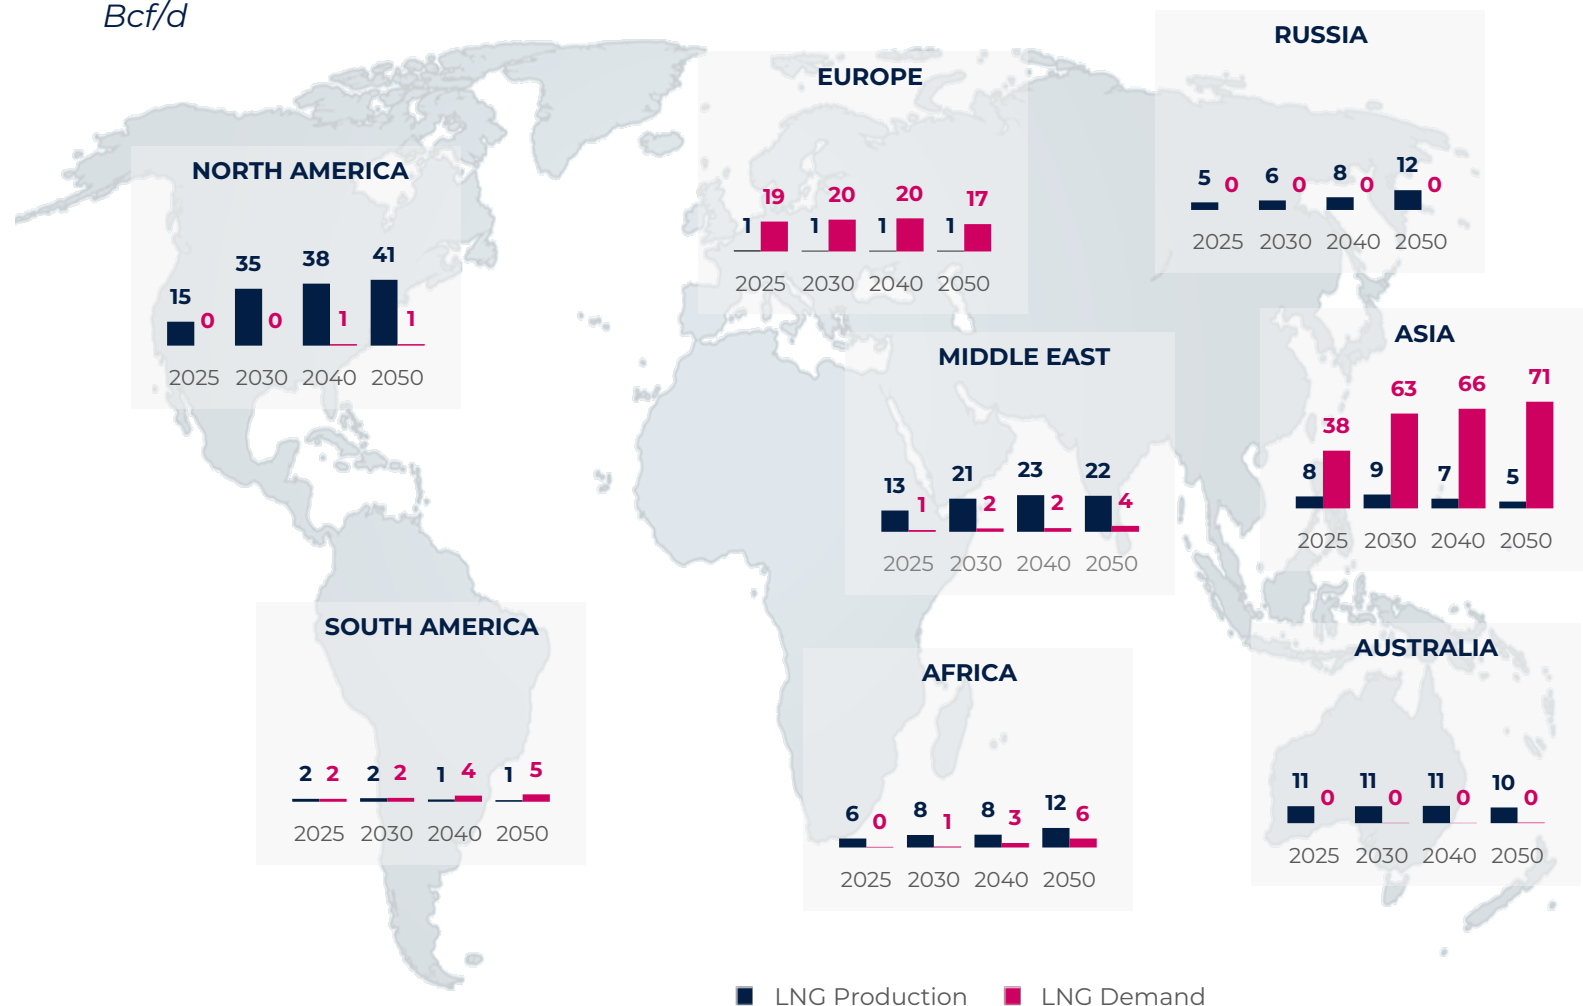 Bcf/d
RUSSIA
5 0 6 0 8 0 12 0
2025 2030 2040 2050
EUROPE
1 19 1 20 1 20 1 17
2025 2030 2040 2050
NORTH AMERICA
15 0 35 0 38 1 41 1
2025 2030 2040 2050
ASIA
8 38 9 63 7 66 5 71
2025 2030 2040 2050
MIDDLE EAST
13 1 21 2 23 2 22 4
2025 2030 2040 2050
SOUTH AMERICA
2 2 2 2 1 4 1 5
2025 2030 2040 2050
AFRICA
6 0 8 1 8 3 12 6
2025 2030 2040 2050
AUSTRALIA
11 0 11 0 11 0 10 0
2025 2030 2040 2050
LNG Production LNG Demand